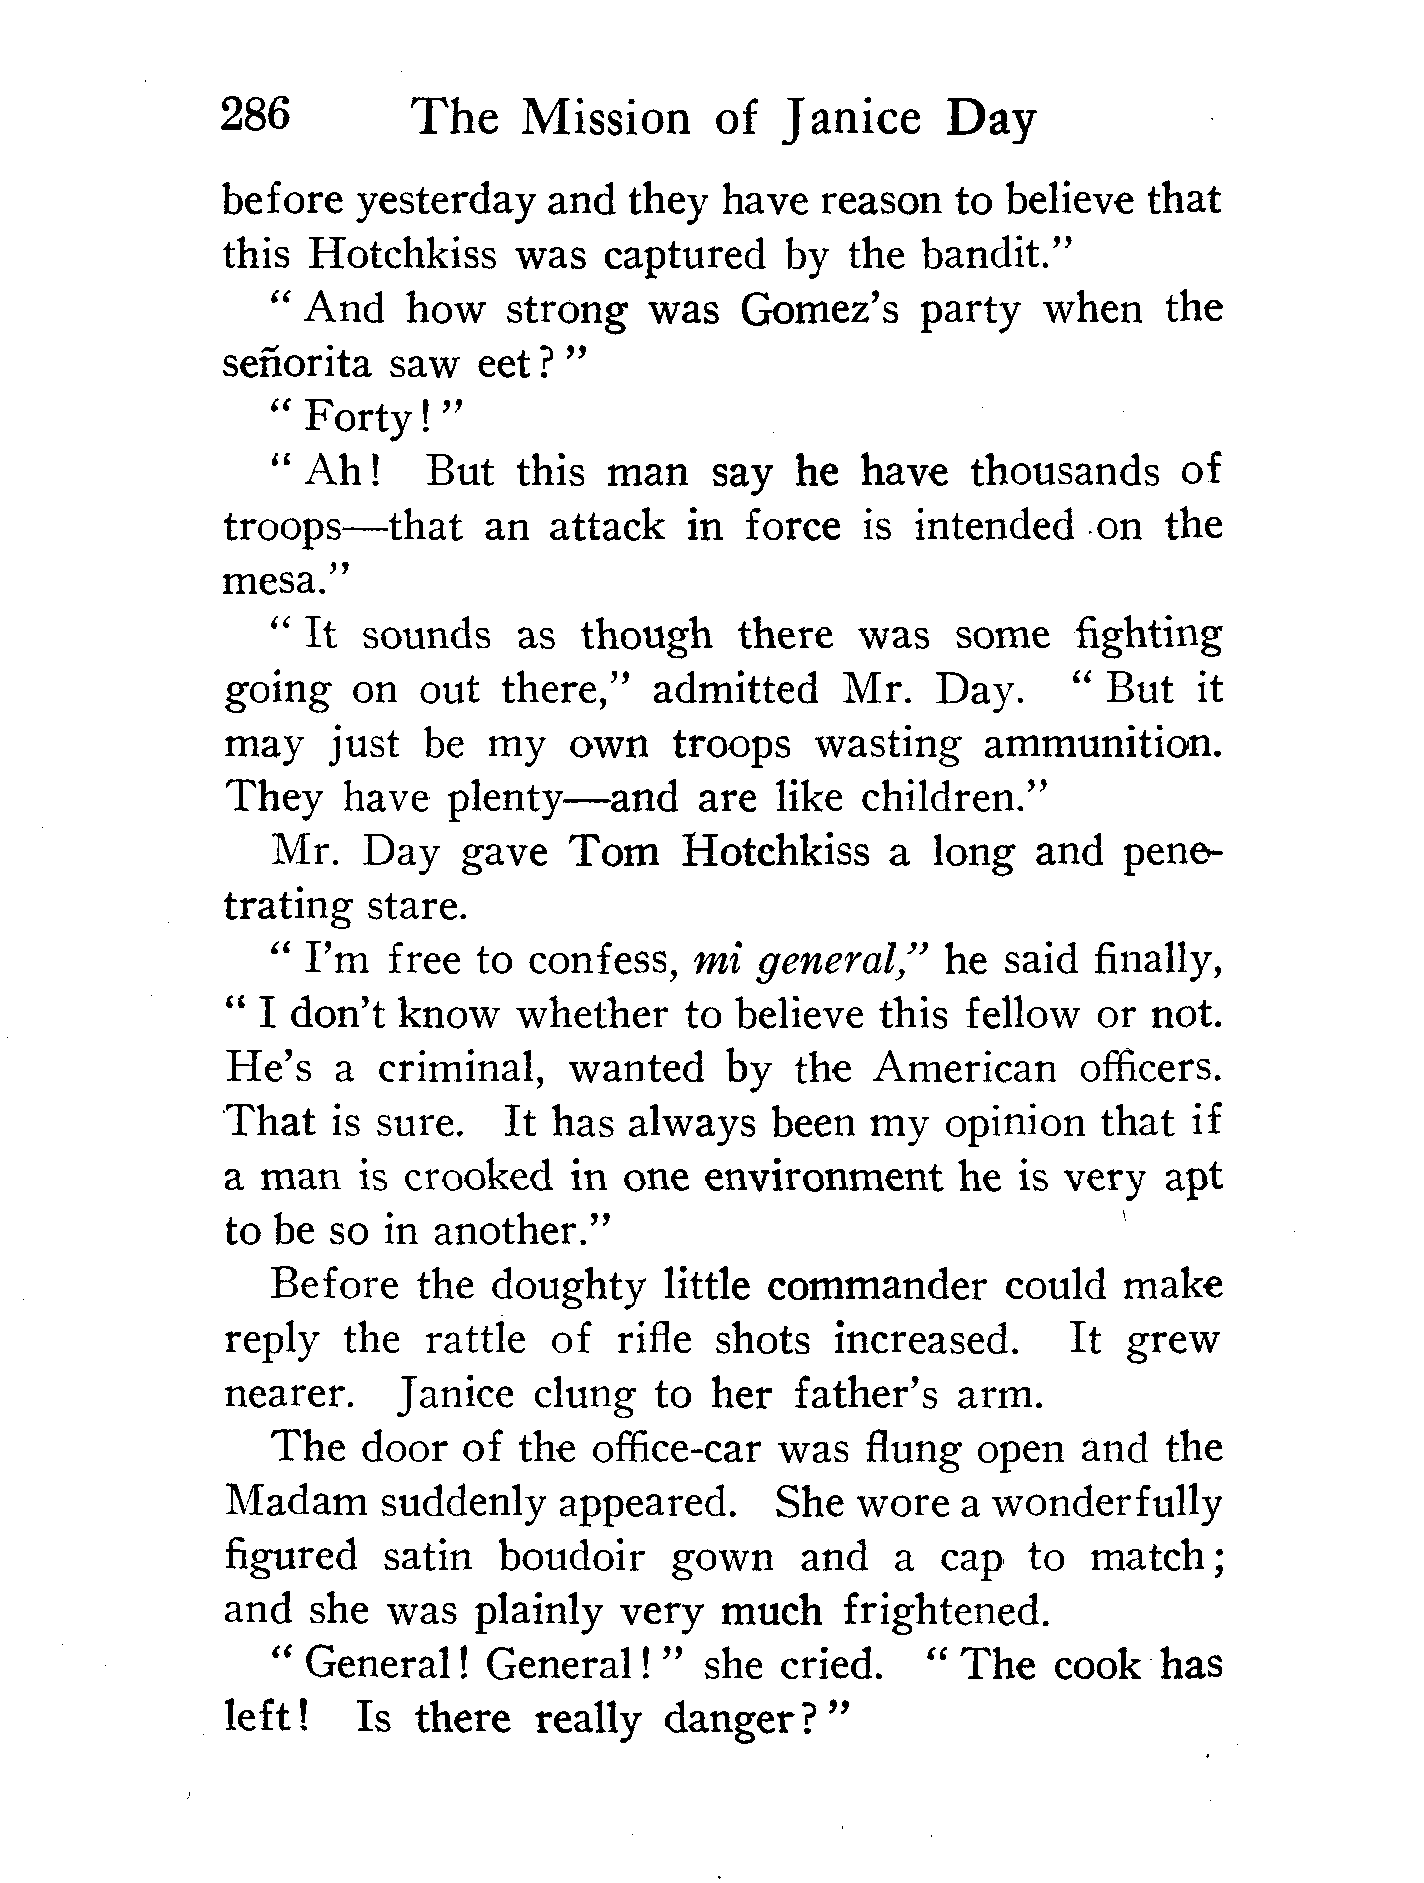 286 The Mission of Janice Day
before yesterday and they have reason to believe that
this Hotchkiss was captured by the bandit.”
“ And how strong was Gomez’s party when the
señorita saw eet? ”
“ Forty! ”
“ Ah! But this man say he have thousands of
troops—that an attack in force is intended on the
mesa.”
“ It sounds as though there was some fighting
going on out there,” admitted Mr. Day. “ But it
may just be my own troops wasting ammunition.
They have plenty—and are like children.”
Mr. Day gave Tom Hotchkiss a long and pene-
trating stare.
“ I’m free to confess, mi general,” he said finally,
“ I don’t know whether to believe this fellow or not.
He’s a criminal, wanted by the American officers.
That is sure. It has always been my opinion that if
a man is crooked in one environment he is very apt
to be so in another.”
Before the doughty little commander could make
reply the rattle of rifle shots increased. It grew
nearer. Janice clung to her father’s arm.
The door of the office-car was flung open and the
Madam suddenly appeared. She wore a wonderfully
figured satin boudoir gown and a cap to match;
and she was plainly very much frightened.
“ General! General! ” she cried. “ The cook has
left! Is there really danger? ”